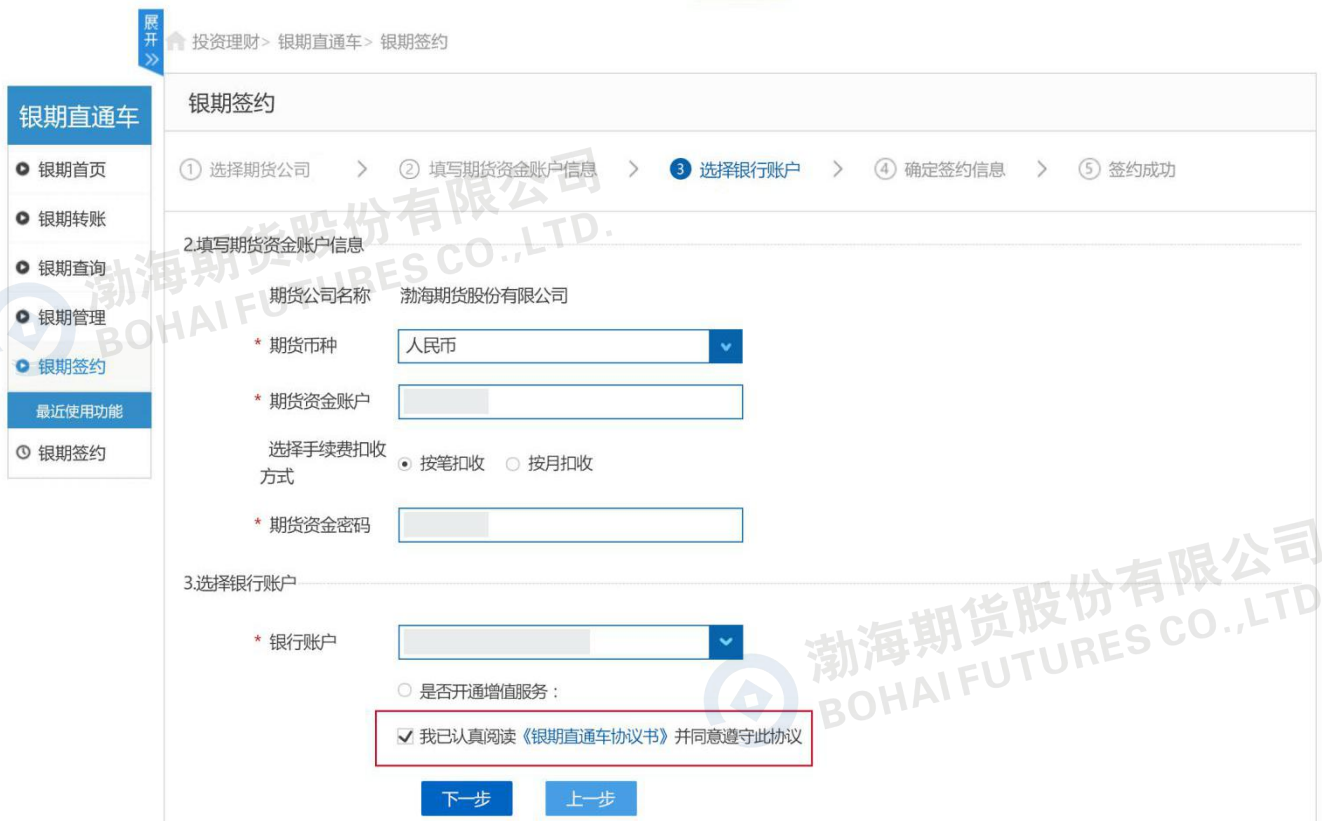 展开
投资理财> 银期直通车> 银期签约
银期直通车
银期首页
银期转账
银期查询
银期管理
银期签约
最近使用功能
银期签约
银期签约
1 选择期货公司 > 2 填写期货资金账户信息 > 3 选择银行账户 > 4 确定签约信息 > 5 签约成功
2.填写期货资金账户信息
期货公司名称 渤海期货股份有限公司
* 期货币种 人民币
* 期货资金账户
选择手续费扣收
方式 按笔扣收 按月扣收
* 期货资金密码
3.选择银行账户
* 银行账户
是否开通增值服务：
我已认真阅读《银期直通车协议书》并同意遵守此协议
下一步 上一步
渤海期货股份有限公司
BOHAI FUTURES CO.,LTD.
渤海期货股份有限公司
BOHAI FUTURES CO.,LTD